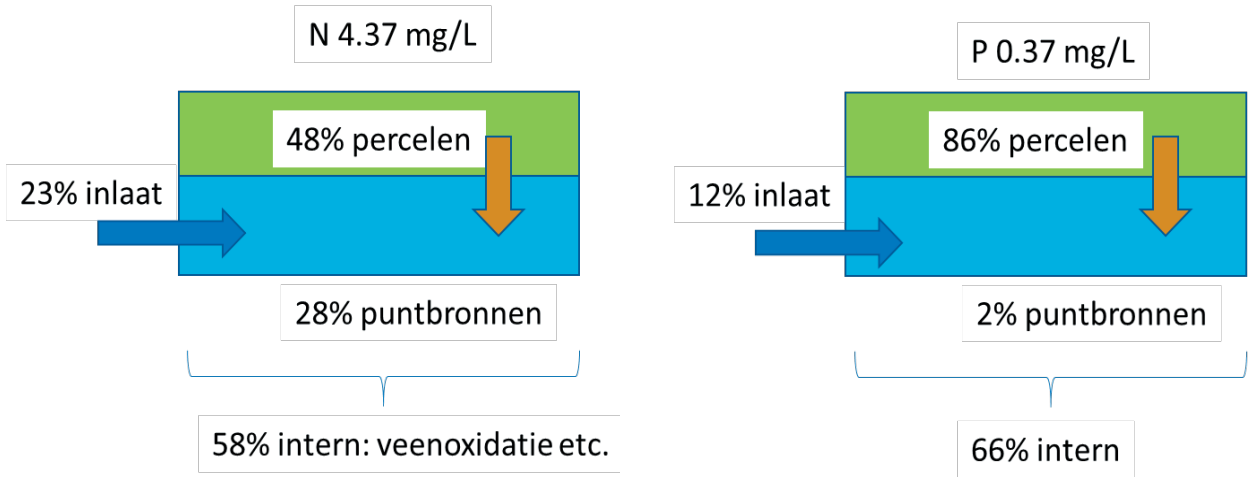 N 4.37 mg/L
48% percelen
23% inlaat
28% puntbronnen
58% intern: veenoxidatie etc.
P 0.37 mg/L
86% percelen
12% inlaat
2% puntbronnen
66% intern